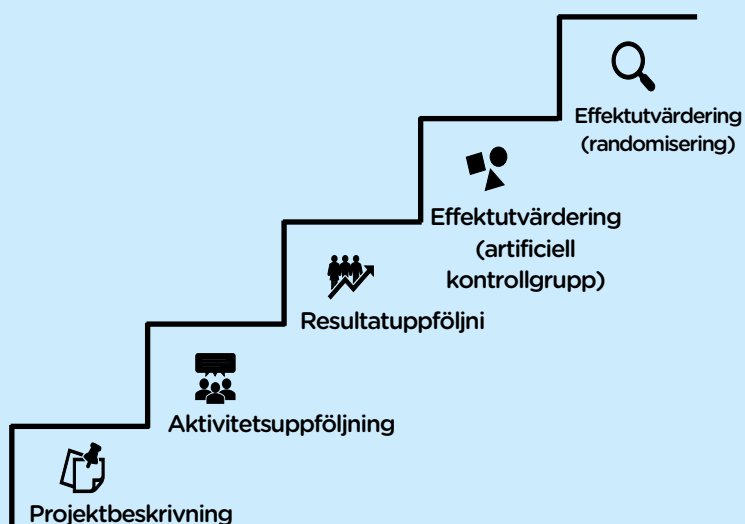 Effektutvärdering
(randomisering)
Effektutvärdering
(artificiell
kontrollgrupp)
Resultatuppföljni
Aktivitetsuppföljning
Projektbeskrivning